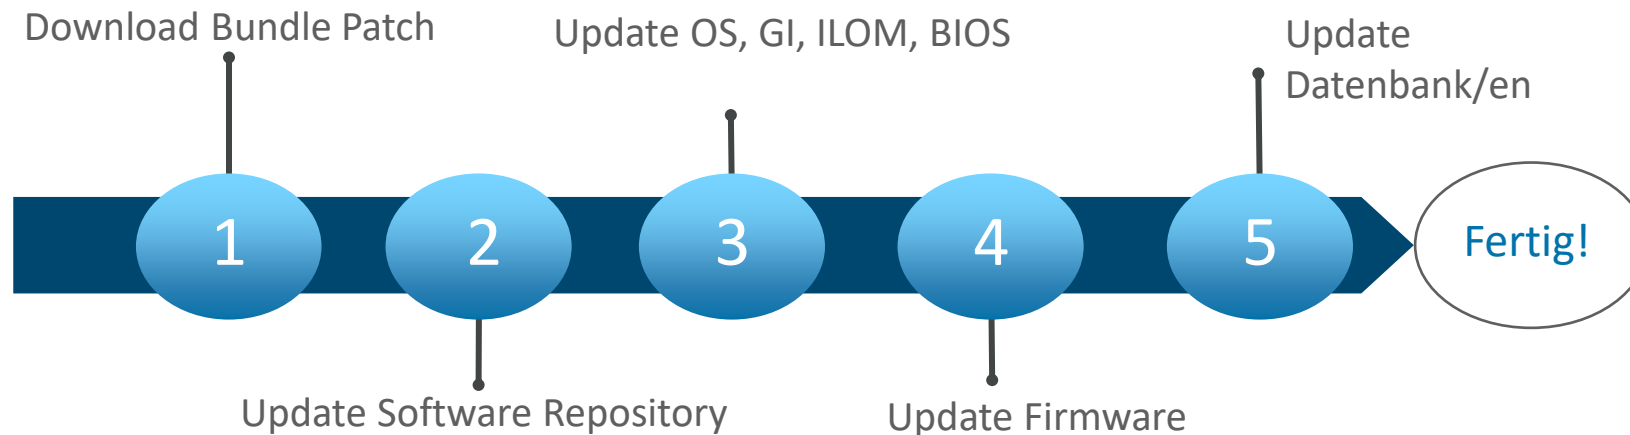 Download Bundle Patch
Update OS, GI, ILOM, BIOS
Update
Datenbank/en
1
2
3
4
5
Fertig!
Update Software Repository
Update Firmware